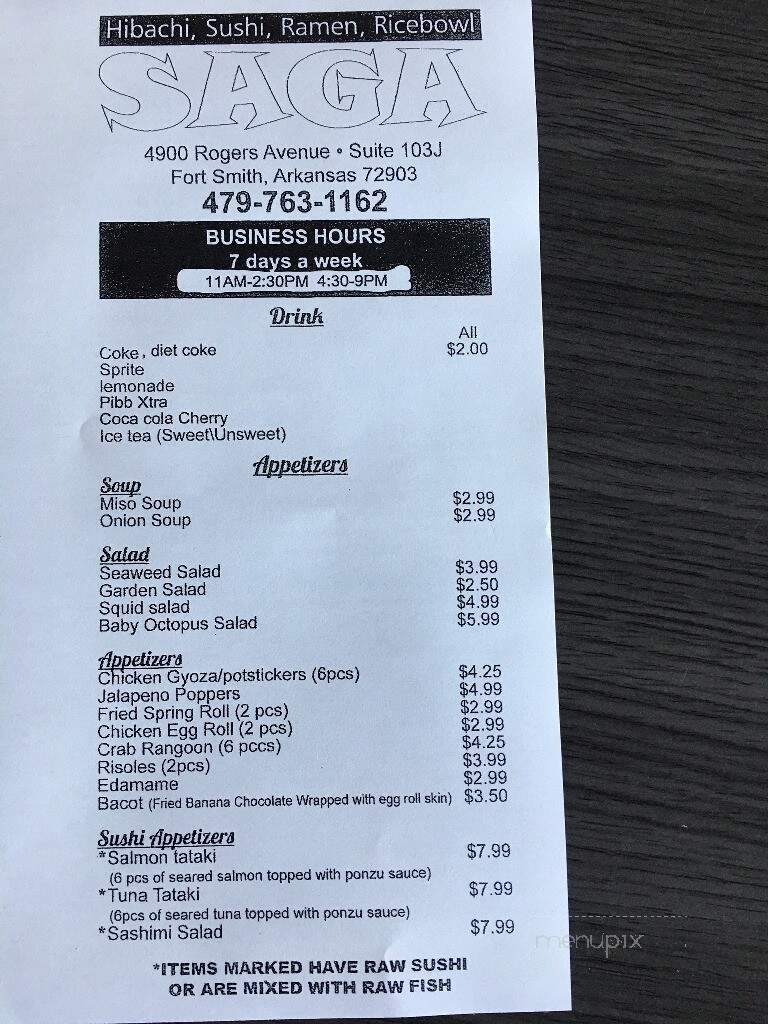 Hibachi, Sushi, Ramen, Ricebowl
SAGA
4900 Rogers Avenue • Suite 103J
Fort Smith, Arkansas 72903
479-763-1162
BUSINESS HOURS
7 days a week
11AM-2:30PM 4:30-9PM
Drink
All
Coke, diet coke $2.00
Sprite
lemonade
Pibb Xtra
Coca cola Cherry
Ice tea (Sweet\Unsweet)
Appetizers
Soup
Miso Soup $2.99
Onion Soup $2.99
Salad
Seaweed Salad $3.99
Garden Salad $2.50
Squid salad $4.99
Baby Octopus Salad $5.99
Appetizers
Chicken Gyoza/potstickers (6pcs) $4.25
Jalapeno Poppers $4.99
Fried Spring Roll (2 pcs) $2.99
Chicken Egg Roll (2 pcs) $2.99
Crab Rangoon (6 pccs) $4.25
Risoles (2pcs) $3.99
Edamame $2.99
Bacot (Fried Banana Chocolate Wrapped with egg roll skin) $3.50
Sushi Appetizers
*Salmon tataki $7.99
(6 pcs of seared salmon topped with ponzu sauce)
*Tuna Tataki $7.99
(6pcs of seared tuna topped with ponzu sauce)
*Sashimi Salad $7.99
*ITEMS MARKED HAVE RAW SUSHI
OR ARE MIXED WITH RAW FISH
menupix